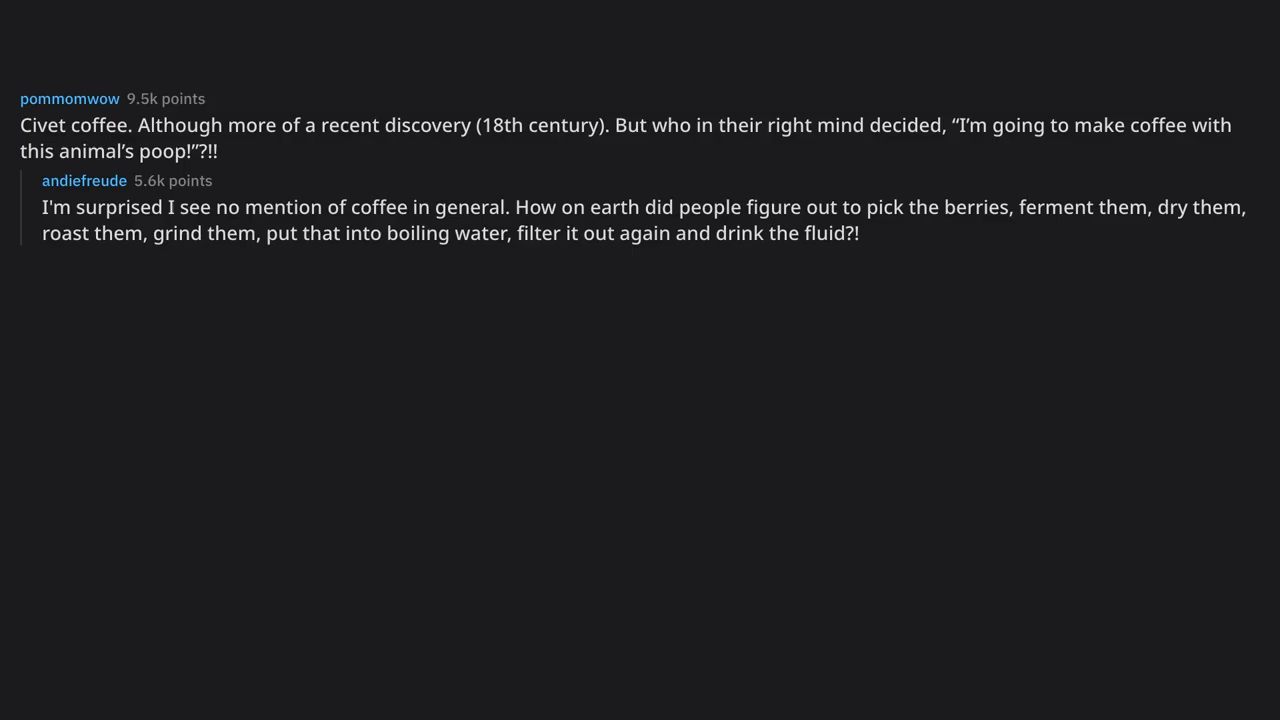 pommomwow 9.5k points
Civet coffee. Although more of a recent discovery (18th century). But who in their right mind decided, “I’m going to make coffee with
this animal’s poop!”?!!
andiefreude 5.6k points
I'm surprised I see no mention of coffee in general. How on earth did people figure out to pick the berries, ferment them, dry them,
roast them, grind them, put that into boiling water, filter it out again and drink the fluid?!